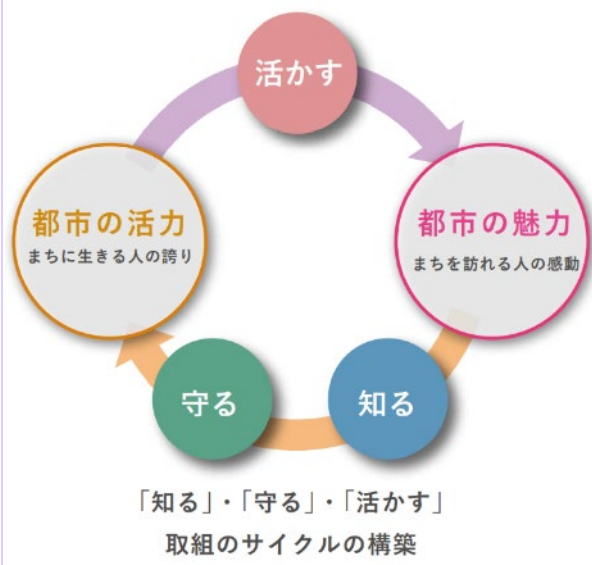 活かす
都市の活力
まちに生きる人の誇り
都市の魅力
まちを訪れる人の感動
守る
知る
「知る」・「守る」・「活かす」
取組のサイクルの構築